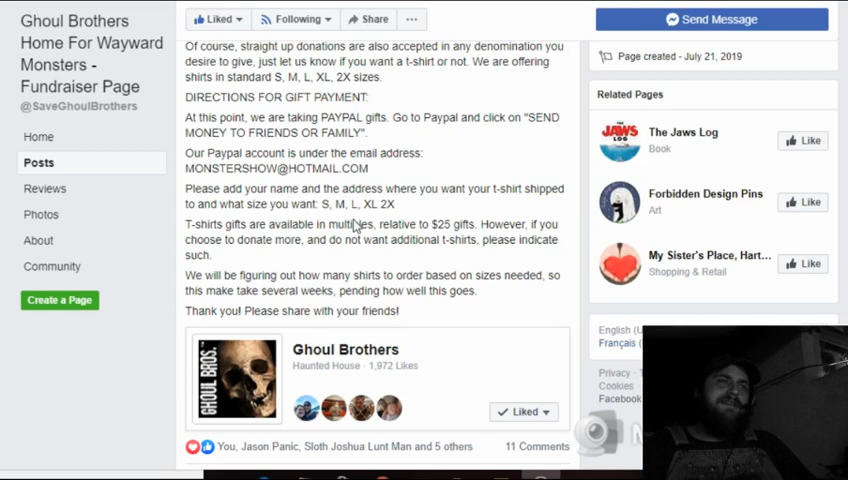 Ghoul Brothers
Home For Wayward
Monsters -
Fundraiser Page
@SaveGhoulBrothers
Home
Posts
Reviews
Photos
About
Community
Create a Page
Liked
Following
Share
Of course, straight up donations are also accepted in any denomination you
desire to give, just let us know if you want a t-shirt or not. We are offering
shirts in standard S, M, L, XL, 2X sizes.
DIRECTIONS FOR GIFT PAYMENT:
At this point, we are taking PAYPAL gifts. Go to Paypal and click on "SEND
MONEY TO FRIENDS OR FAMILY".
Our Paypal account is under the email address:
MONSTERSHOW@HOTMAIL.COM
Please add your name and the address where you want your t-shirt shipped
to and what size you want: S, M, L, XL 2X
T-shirts gifts are available in multiples, relative to $25 gifts. However, if you
choose to donate more, and do not want additional t-shirts, please indicate
such.
We will be figuring out how many shirts to order based on sizes needed, so
this make take several weeks, pending how well this goes.
Thank you! Please share with your friends!
GHOUL BROS.
Ghoul Brothers
Haunted House · 1,972 Likes
Liked
You, Jason Panic, Sloth Joshua Lunt Man and 5 others
11 Comments
Send Message
Page created - July 21, 2019
Related Pages
THE JAWS LOG
The Jaws Log
Book
Like
Forbidden Design Pins
Art
Like
My Sister's Place, Hart...
Shopping & Retail
Like
English (
Français (
Privacy ·
Cookies ·
Facebook